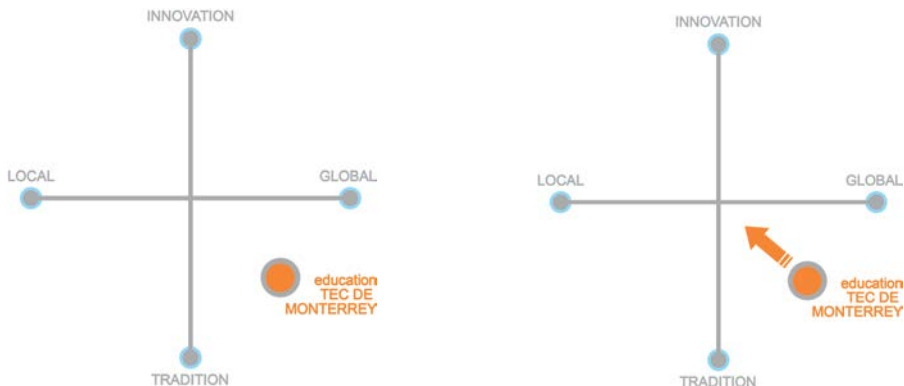 INNOVATION
LOCAL
GLOBAL
education
TEC DE
MONTERREY
TRADITION
INNOVATION
LOCAL
GLOBAL
education
TEC DE
MONTERREY
TRADITION